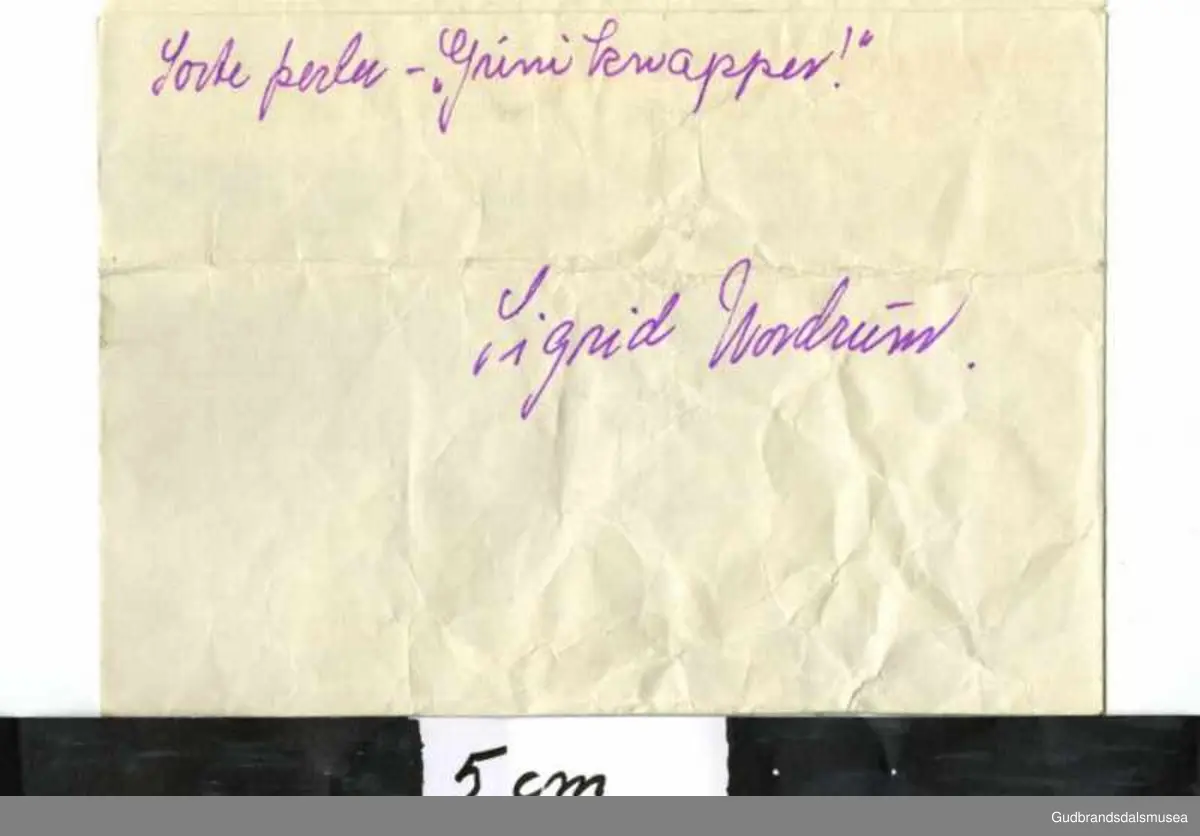 Sorte perler – „Grini knapper!"
Sigrid Nordrum.
5 cm
Gudbrandsdalsmusea